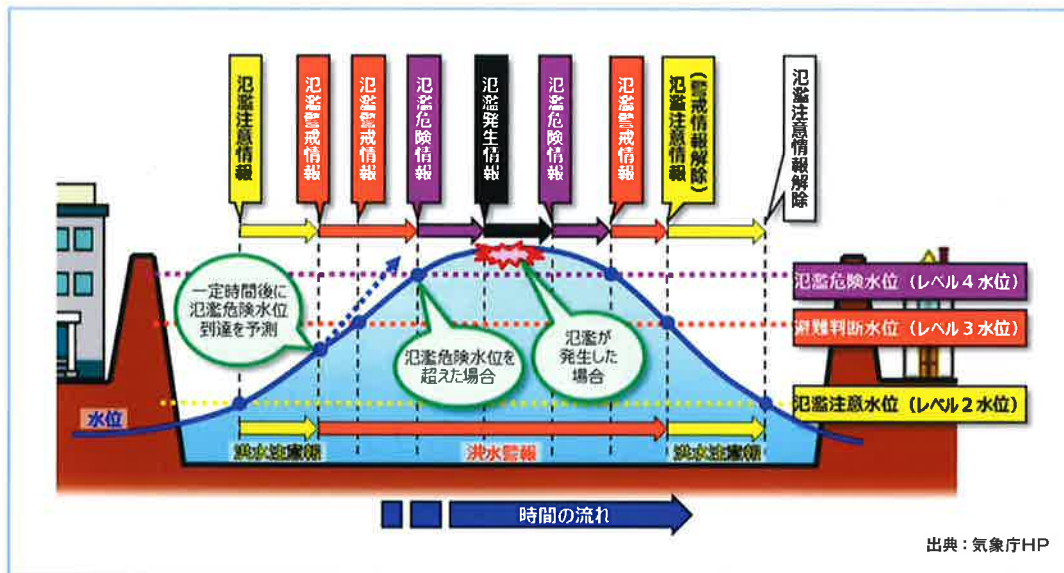 氾濫注意情報
氾濫警戒情報
氾濫警戒情報
氾濫危険情報
氾濫発生情報
氾濫危険情報
氾濫警戒情報
氾濫注意情報
(警戒情報解除)
氾濫注意情報解除
一定時間後に
氾濫危険水位
到達を予測
氾濫危険水位を
超えた場合
氾濫が
発生した
場合
氾濫危険水位(レベル4水位)
避難判断水位(レベル3水位)
氾濫注意水位(レベル2水位)
水位
洪水注意報
洪水警報
洪水注意報
時間の流れ
出典:気象庁HP